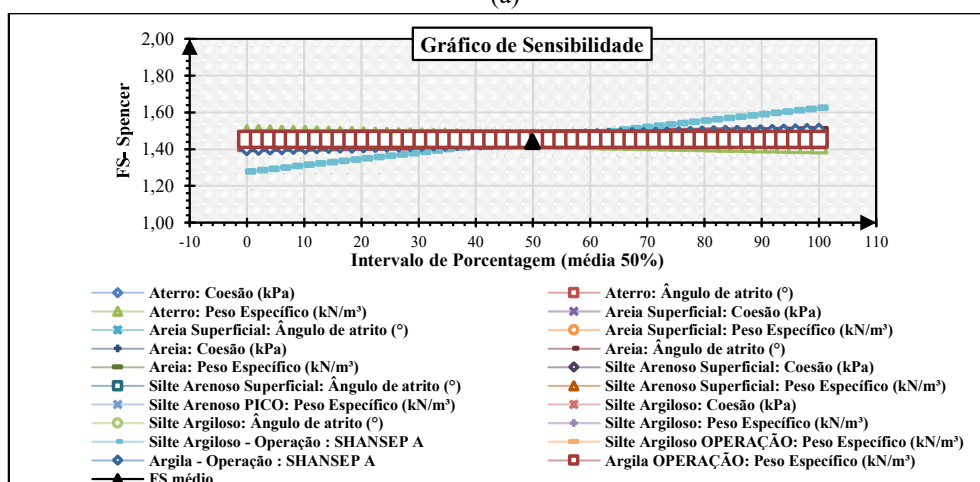 (a)
Gráfico de Sensibilidade
2,00
1,80
1,60
1,40
1,20
1,00
FS- Spencer
-10 0 10 20 30 40 50 60 70 80 90 100 110
Intervalo de Porcentagem (média 50%)
Aterro: Coesão (kPa) Aterro: Ângulo de atrito (°)
Aterro: Peso Específico (kN/m³) Areia Superficial: Coesão (kPa)
Areia Superficial: Ângulo de atrito (°) Areia Superficial: Peso Específico (kN/m³)
Areia: Coesão (kPa) Areia: Ângulo de atrito (°)
Areia: Peso Específico (kN/m³) Silte Arenoso Superficial: Coesão (kPa)
Silte Arenoso Superficial: Ângulo de atrito (°) Silte Arenoso Superficial: Peso Específico (kN/m³)
Silte Arenoso PICO: Peso Específico (kN/m³) Silte Argiloso: Coesão (kPa)
Silte Argiloso: Ângulo de atrito (°) Silte Argiloso: Peso Específico (kN/m³)
Silte Argiloso - Operação : SHANSEP A Silte Argiloso OPERAÇÃO: Peso Específico (kN/m³)
Argila - Operação : SHANSEP A Argila OPERAÇÃO: Peso Específico (kN/m³)
FS médio